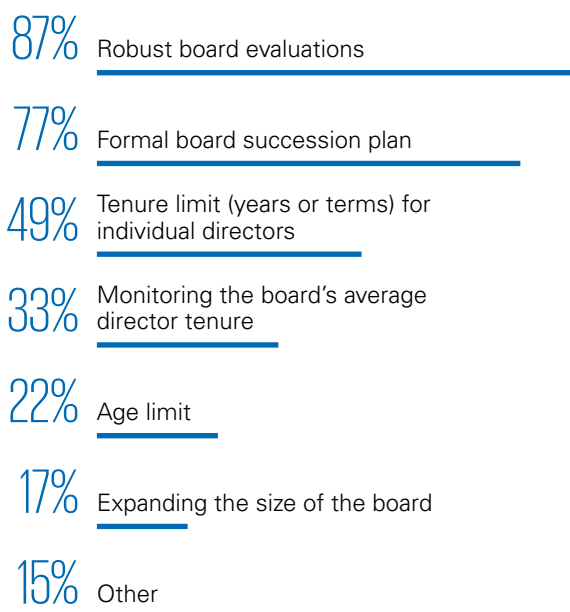 87% Robust board evaluations
77% Formal board succession plan
49% Tenure limit (years or terms) for
individual directors
33% Monitoring the board's average
director tenure
22% Age limit
17% Expanding the size of the board
15% Other